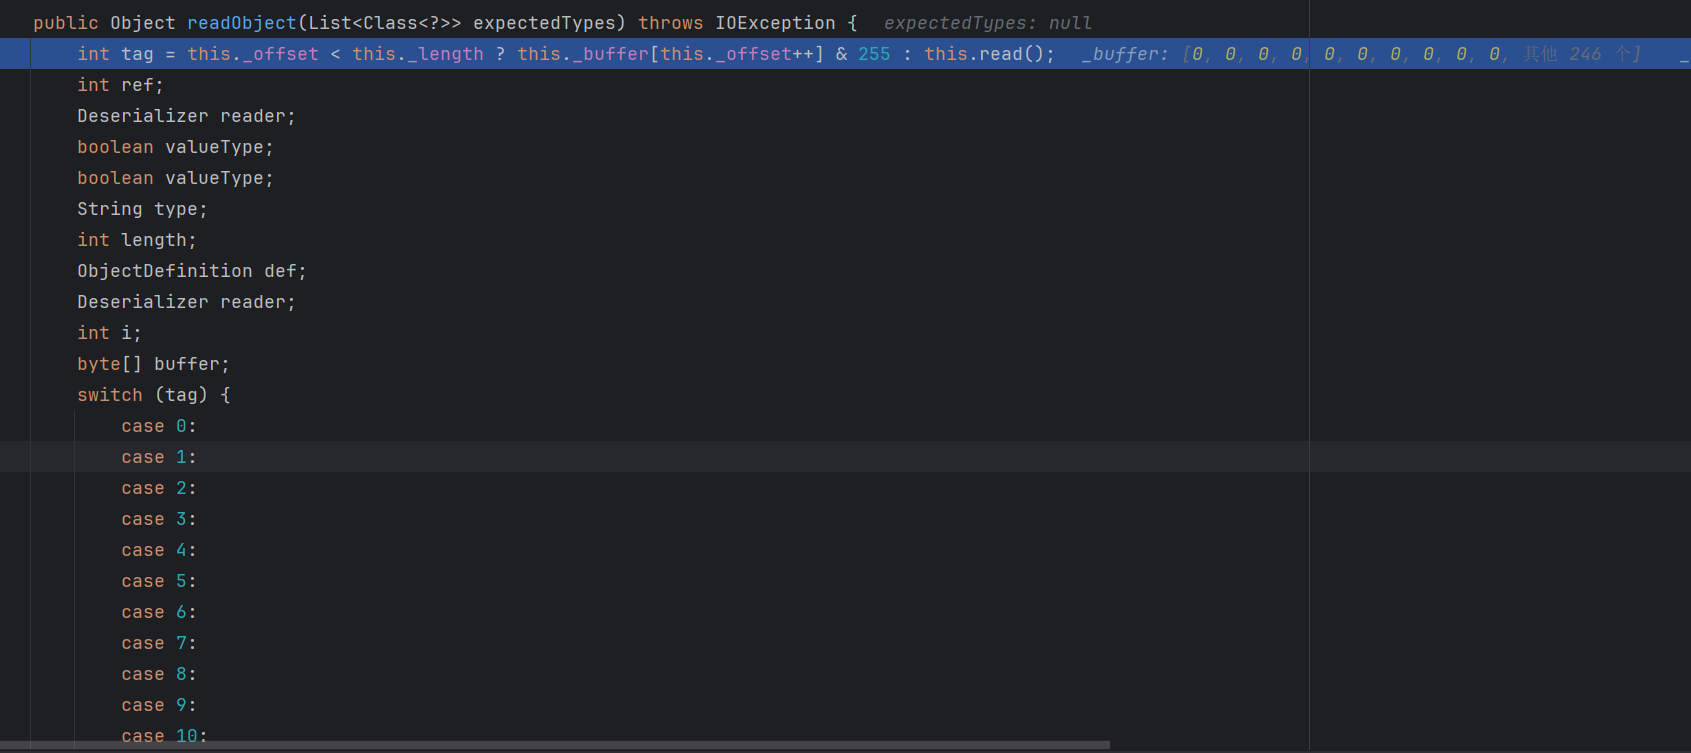 public Object readObject(List<Class<?>> expectedTypes) throws IOException {   expectedTypes: null
    int tag = this._offset < this._length ? this._buffer[this._offset++] & 255 : this.read();   _buffer: [0, 0, 0, 0, 0, 0, 0, 0, 0, 0, 其他 246 个]   _
    int ref;
    Deserializer reader;
    boolean valueType;
    boolean valueType;
    String type;
    int length;
    ObjectDefinition def;
    Deserializer reader;
    int i;
    byte[] buffer;
    switch (tag) {
        case 0:
        case 1:
        case 2:
        case 3:
        case 4:
        case 5:
        case 6:
        case 7:
        case 8:
        case 9:
        case 10: